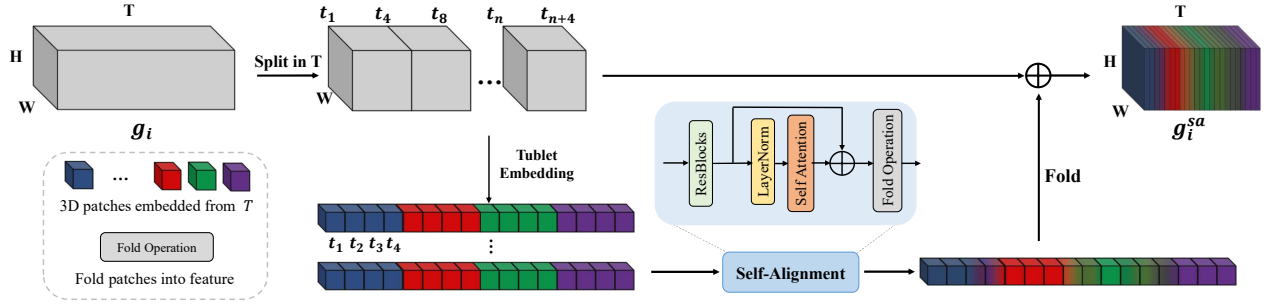 T
H
W
g_i
Split in T
t_1 t_4 t_8 t_n t_{n+4}
W
...
Tublet
Embedding
...
3D patches embedded from T
Fold Operation
Fold patches into feature
t_1 t_2 t_3 t_4
ResBlocks
LayerNorm
Self Attention
Fold Operation
Self-Alignment
Fold
T
H
W
g_i^{sa}